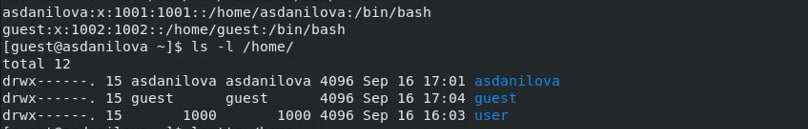 asdanilova:x:1001:1001::/home/asdanilova:/bin/bash
guest:x:1002:1002::/home/guest:/bin/bash
[guest@asdanilova ~]$ ls -l /home/
total 12
drwx------. 15 asdanilova asdanilova 4096 Sep 16 17:01 asdanilova
drwx------. 15 guest      guest      4096 Sep 16 17:04 guest
drwx------. 15       1000       1000 4096 Sep 16 16:03 user